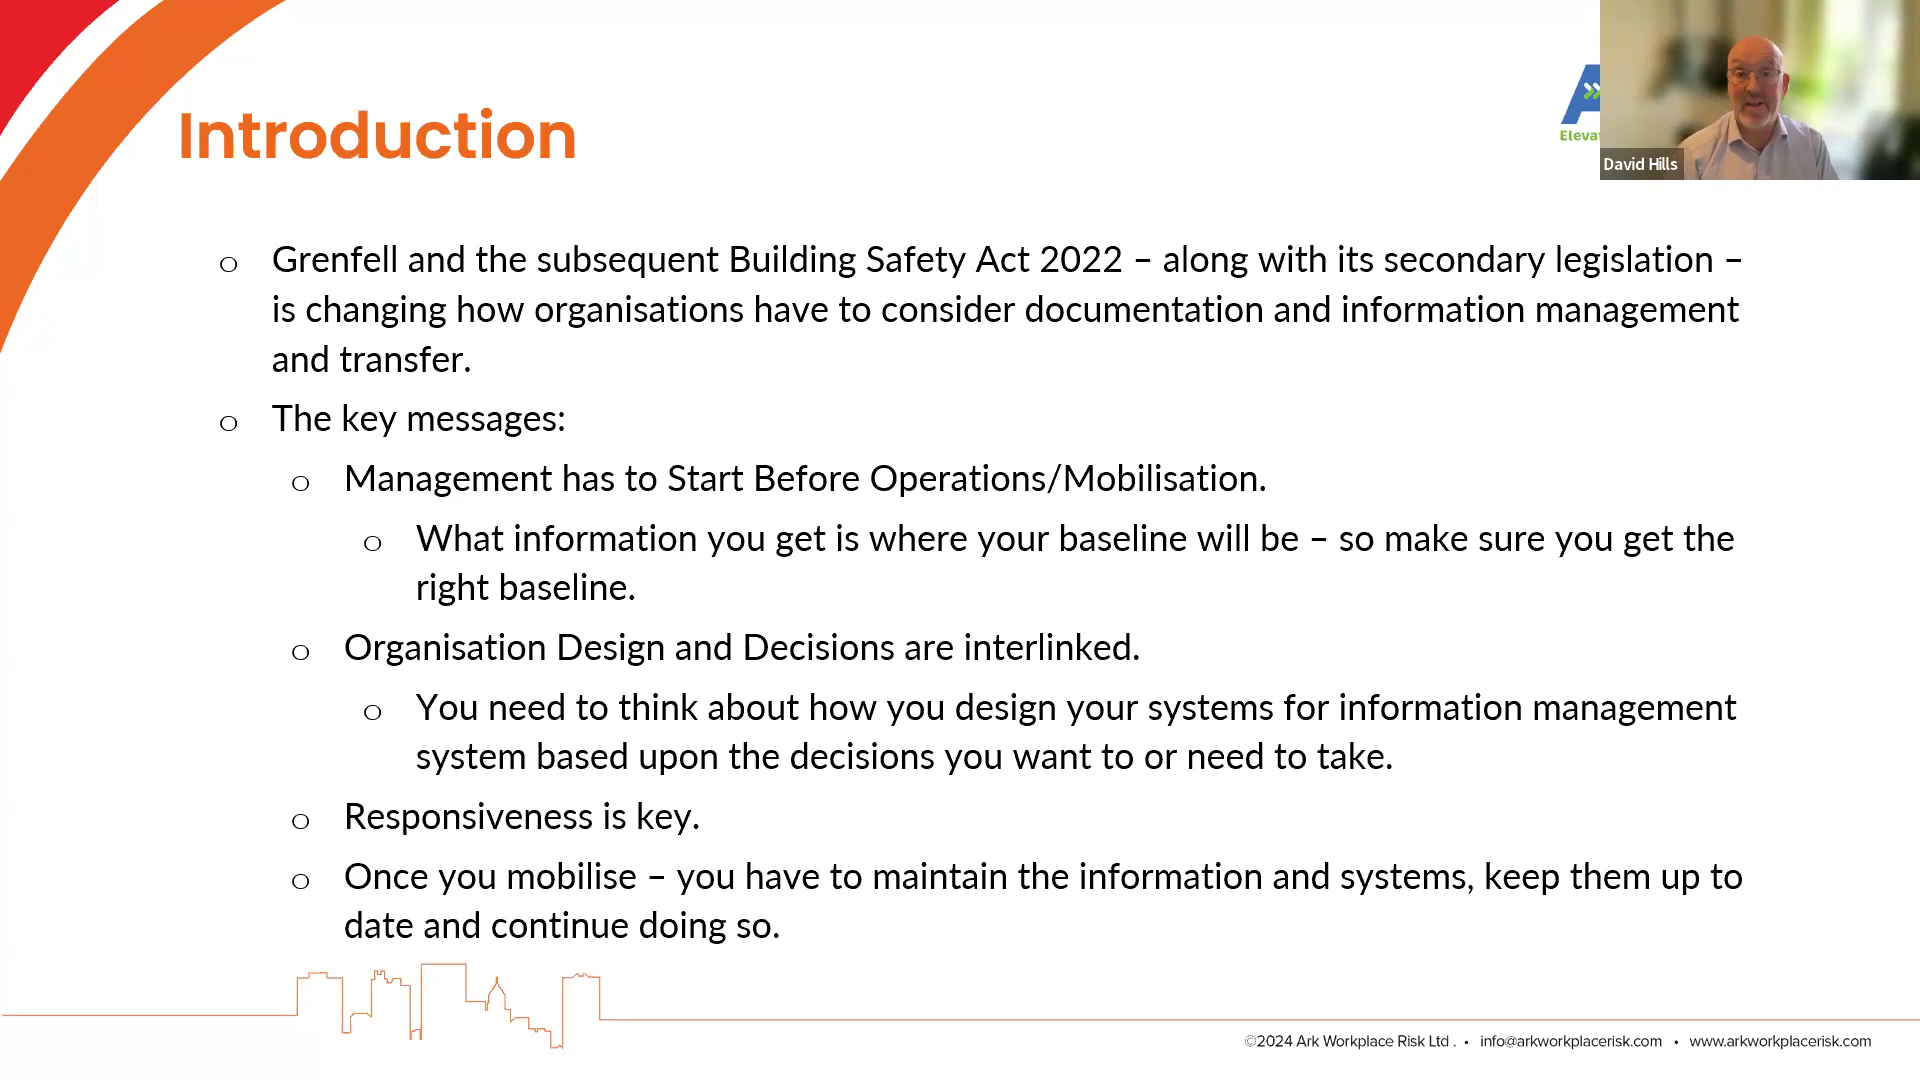 Introduction
Eleva
David Hills
o Grenfell and the subsequent Building Safety Act 2022 – along with its secondary legislation –
is changing how organisations have to consider documentation and information management
and transfer.
o The key messages:
o Management has to Start Before Operations/Mobilisation.
o What information you get is where your baseline will be – so make sure you get the
right baseline.
o Organisation Design and Decisions are interlinked.
o You need to think about how you design your systems for information management
system based upon the decisions you want to or need to take.
o Responsiveness is key.
o Once you mobilise – you have to maintain the information and systems, keep them up to
date and continue doing so.
©2024 Ark Workplace Risk Ltd . • info@arkworkplacerisk.com • www.arkworkplacerisk.com